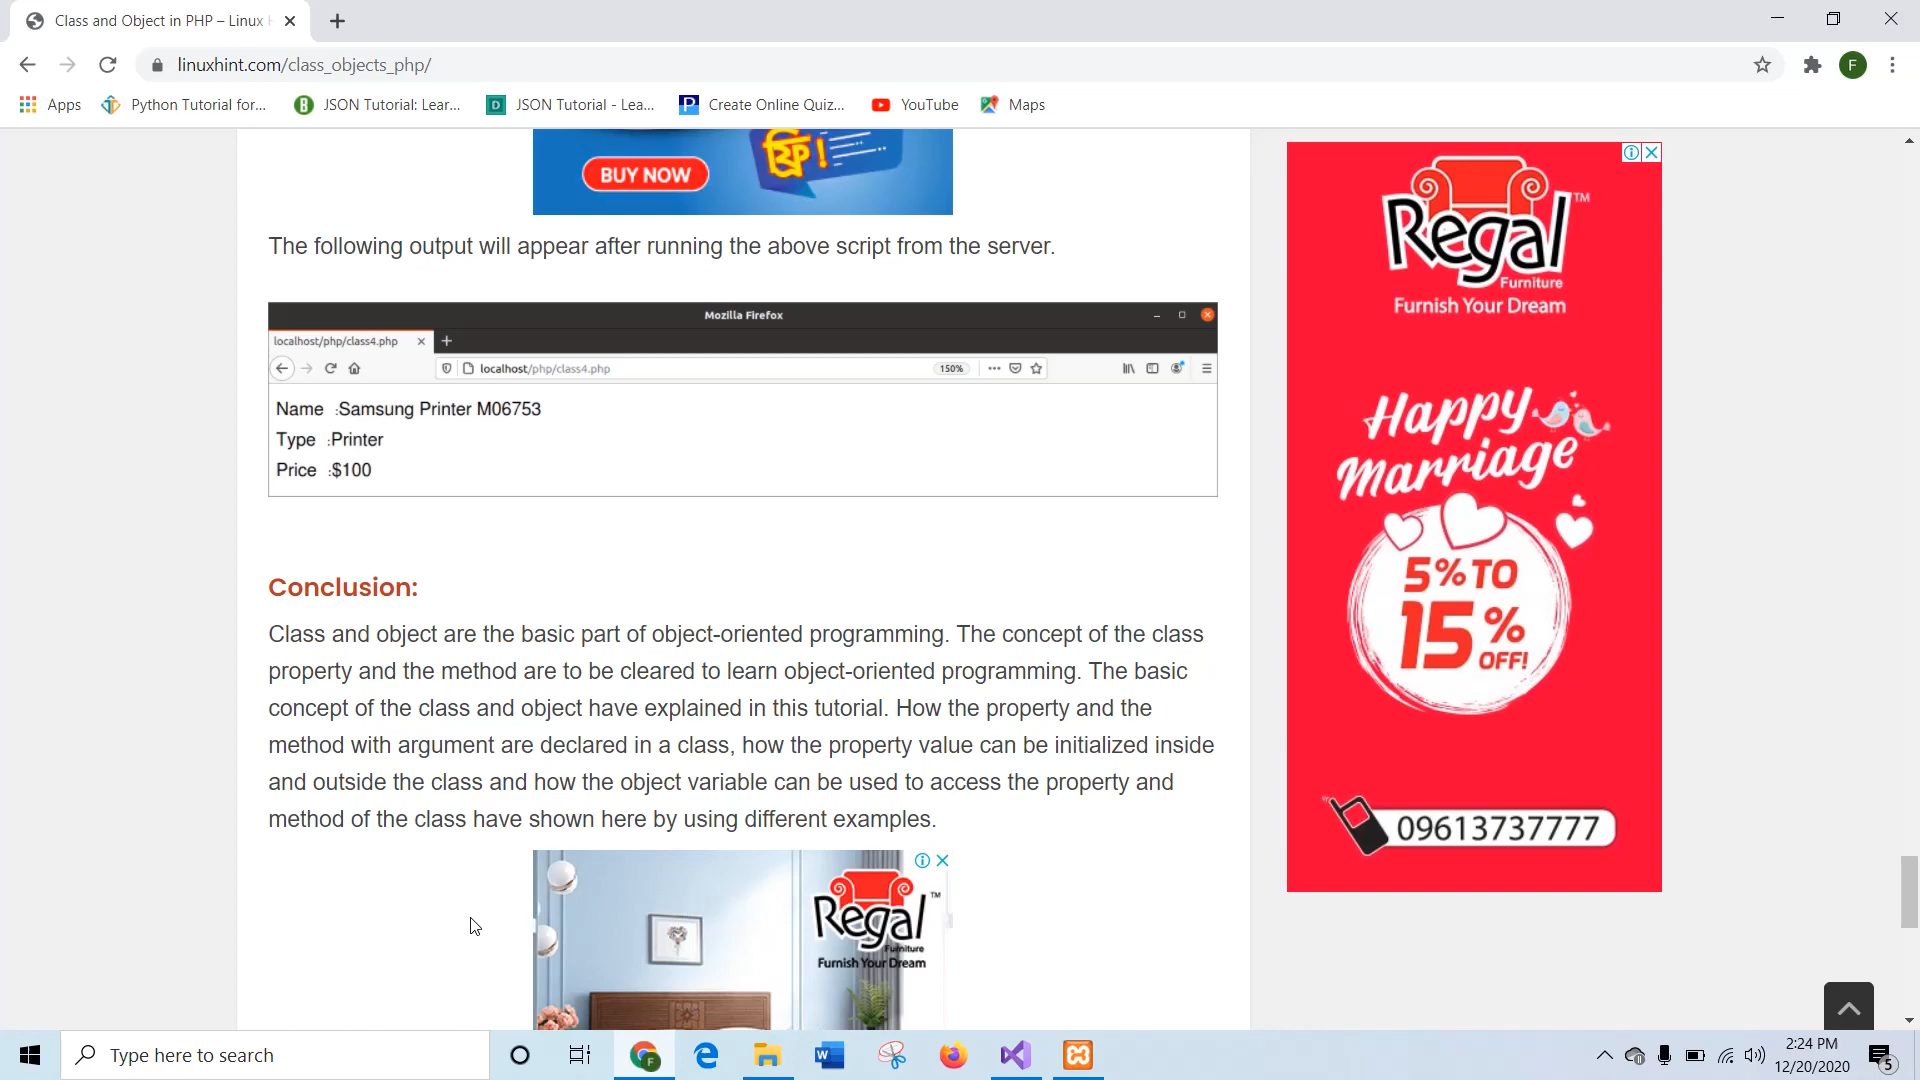 Class and Object in PHP – Linux H
linuxhint.com/class_objects_php/
F
Apps
Python Tutorial for...
JSON Tutorial: Lear...
JSON Tutorial - Lea...
Create Online Quiz...
YouTube
Maps
ফ্রি!
BUY NOW
The following output will appear after running the above script from the server.
Mozilla Firefox
localhost/php/class4.php
localhost/php/class4.php
150%
Name :Samsung Printer M06753
Type :Printer
Price :$100
Conclusion:
Class and object are the basic part of object-oriented programming. The concept of the class
property and the method are to be cleared to learn object-oriented programming. The basic
concept of the class and object have explained in this tutorial. How the property and the
method with argument are declared in a class, how the property value can be initialized inside
and outside the class and how the object variable can be used to access the property and
method of the class have shown here by using different examples.
Regal™
Furniture
Furnish Your Dream
Regal™
Furniture
Furnish Your Dream
Happy
Marriage
5% TO
15%
OFF!
09613737777
Type here to search
2:24 PM
12/20/2020
5